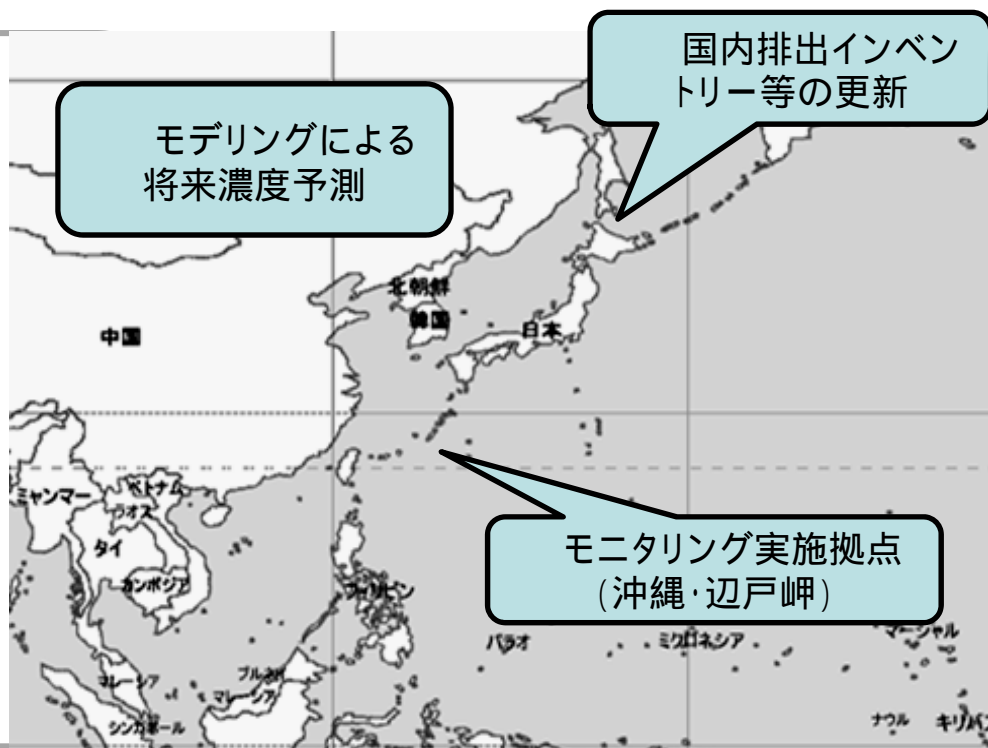 国内排出インベン
トリー等の更新
モデリングによる
将来濃度予測
北朝鮮
韓国
中国
日本
ミャンマー
ベトナム
ラオス
タイ
カンボジア
フィリピン
モニタリング実施拠点
(沖縄・辺戸岬)
パラオ
ミクロネシア
マーシャル
マレーシア
ブルネイ
マレーシア
シンガポール
ナウル
キリバス